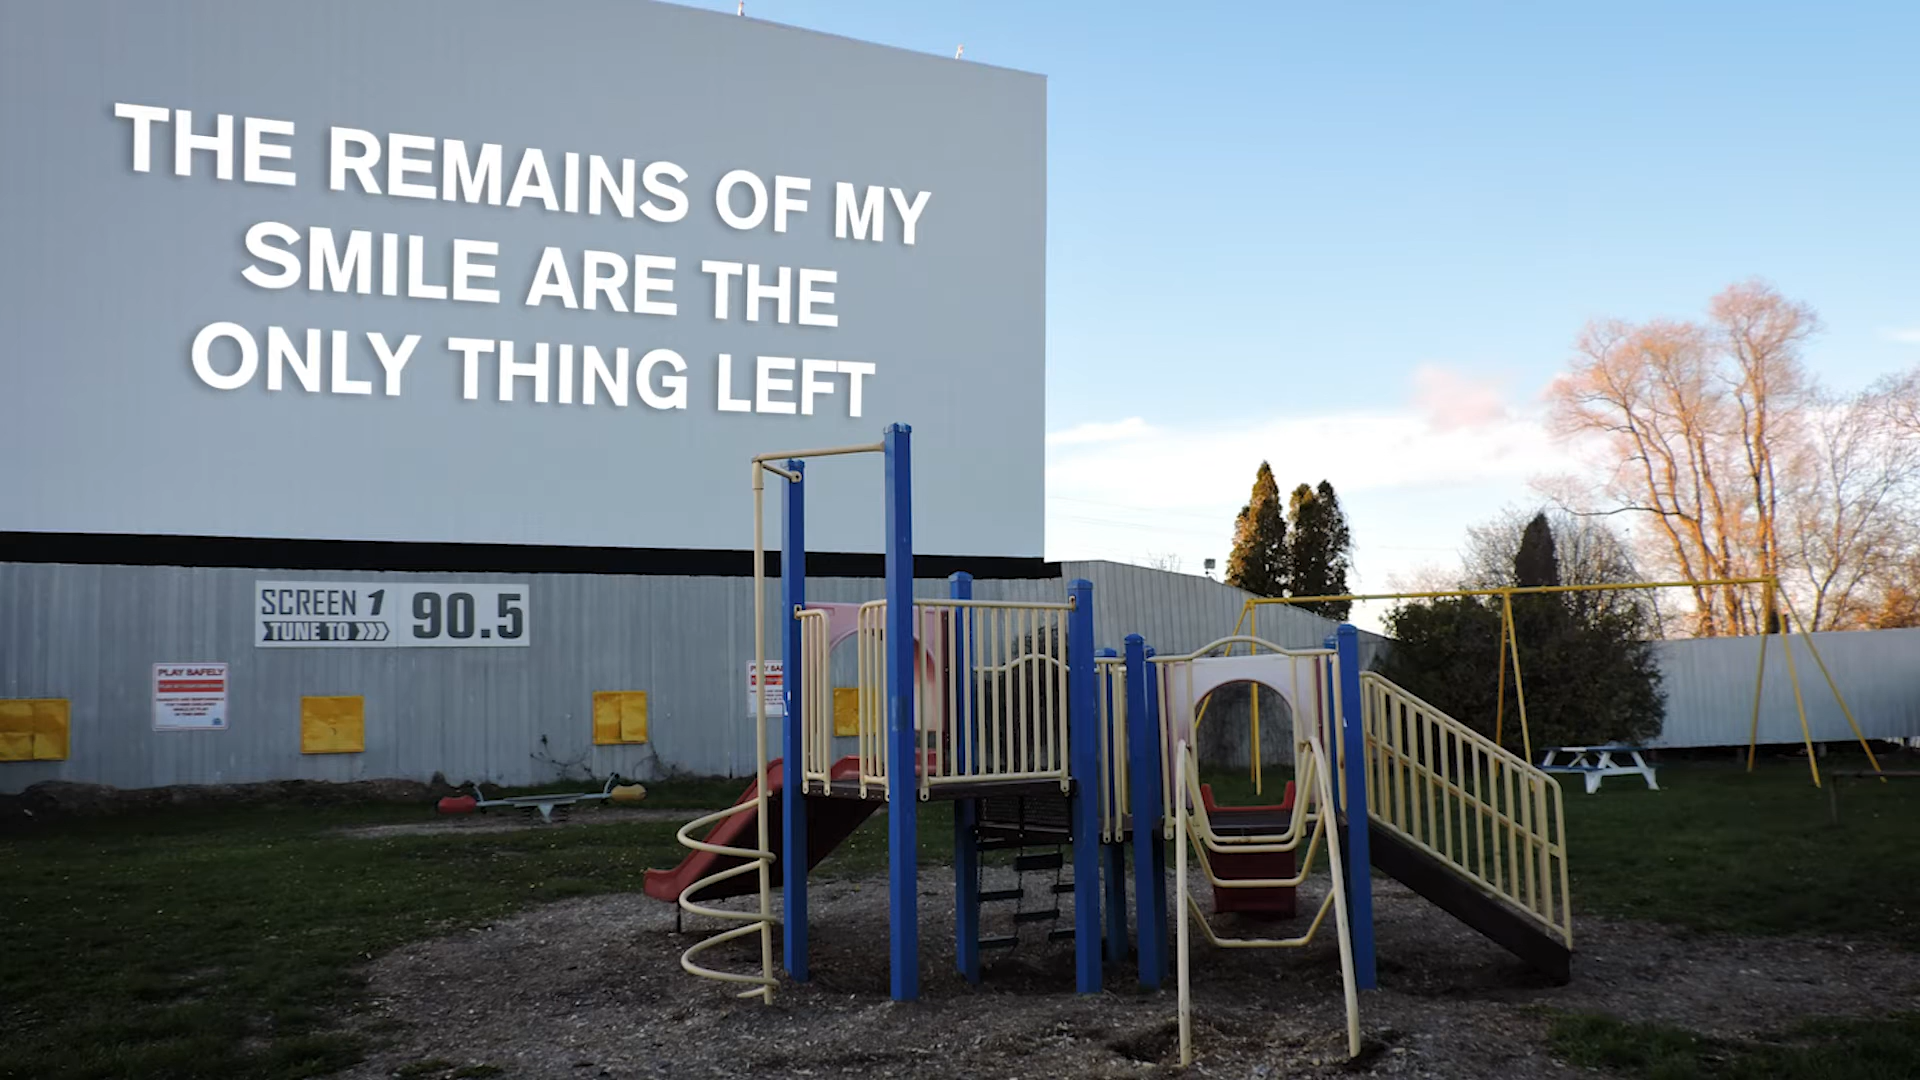 THE REMAINS OF MY
SMILE ARE THE
ONLY THING LEFT
SCREEN 1
TUNE TO
90.5
PLAY SAFELY